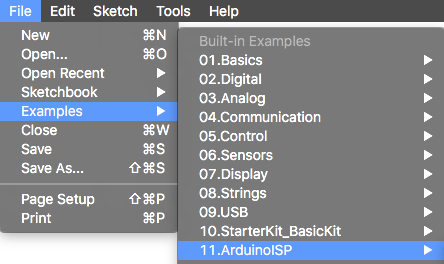 File Edit Sketch Tools Help
New ⌘N
Open... ⌘O
Open Recent ▶
Sketchbook ▶
Examples ▶
Close ⌘W
Save ⌘S
Save As... ⇧⌘S
Page Setup ⇧⌘P
Print ⌘P
Built-in Examples
01.Basics ▶
02.Digital ▶
03.Analog ▶
04.Communication ▶
05.Control ▶
06.Sensors ▶
07.Display ▶
08.Strings ▶
09.USB ▶
10.StarterKit_BasicKit ▶
11.ArduinoISP ▶